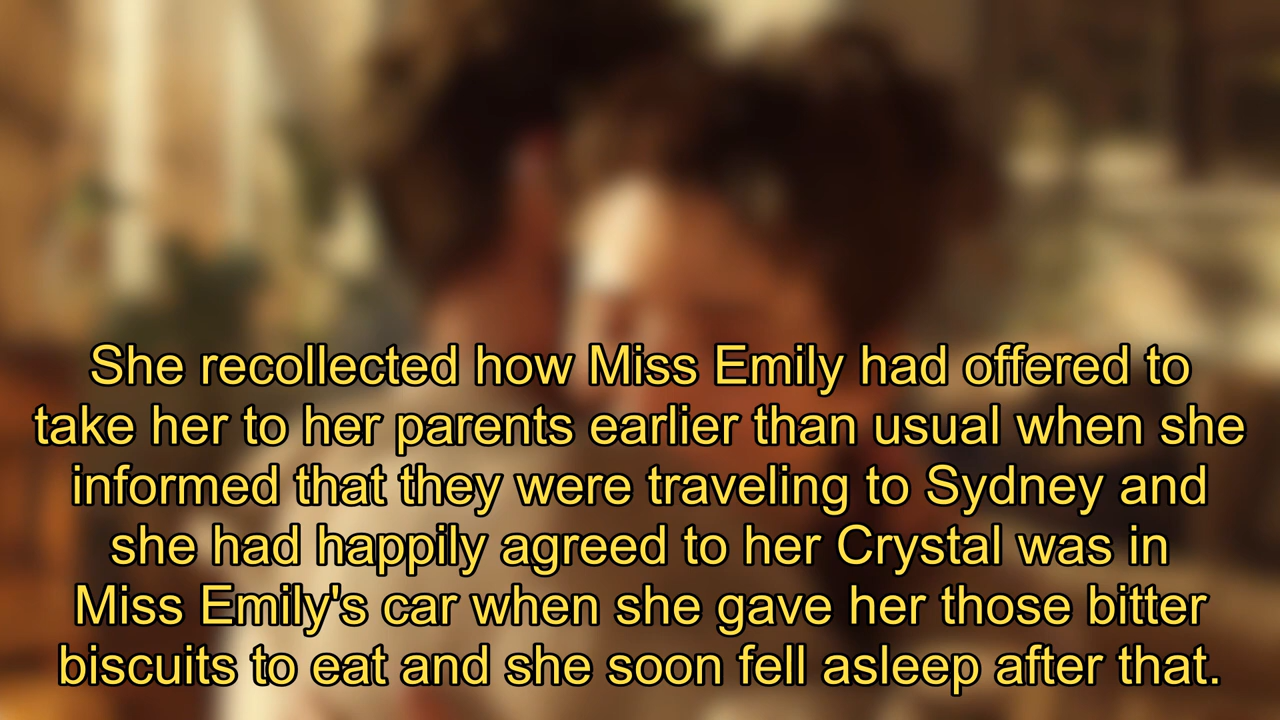 She recollected how Miss Emily had offered to
take her to her parents earlier than usual when she
informed that they were traveling to Sydney and
she had happily agreed to her Crystal was in
Miss Emily's car when she gave her those bitter
biscuits to eat and she soon fell asleep after that.